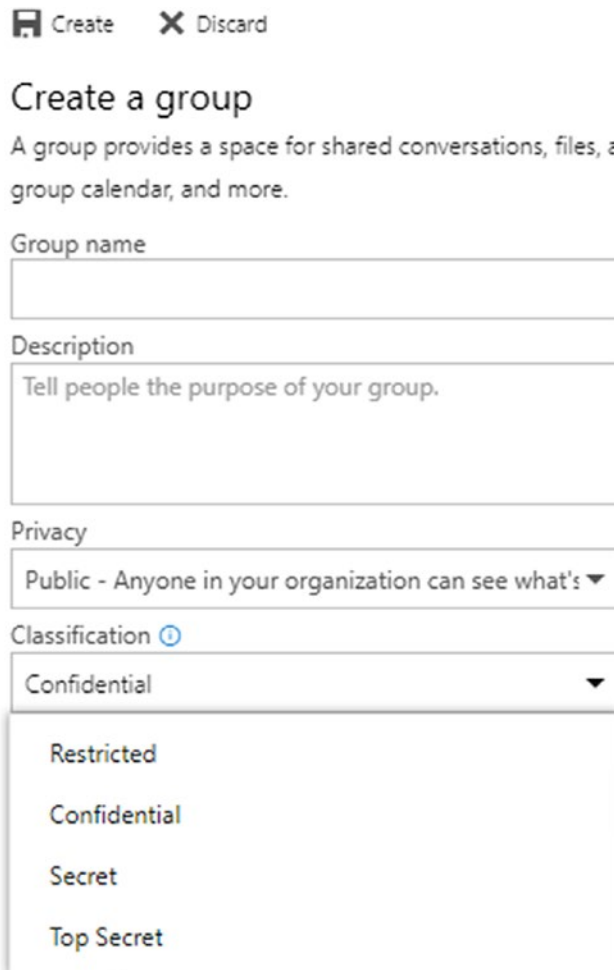 Create Discard
Create a group
A group provides a space for shared conversations, files, a
group calendar, and more.
Group name
Description
Tell people the purpose of your group.
Privacy
Public - Anyone in your organization can see what's
Classification
Confidential
Restricted
Confidential
Secret
Top Secret